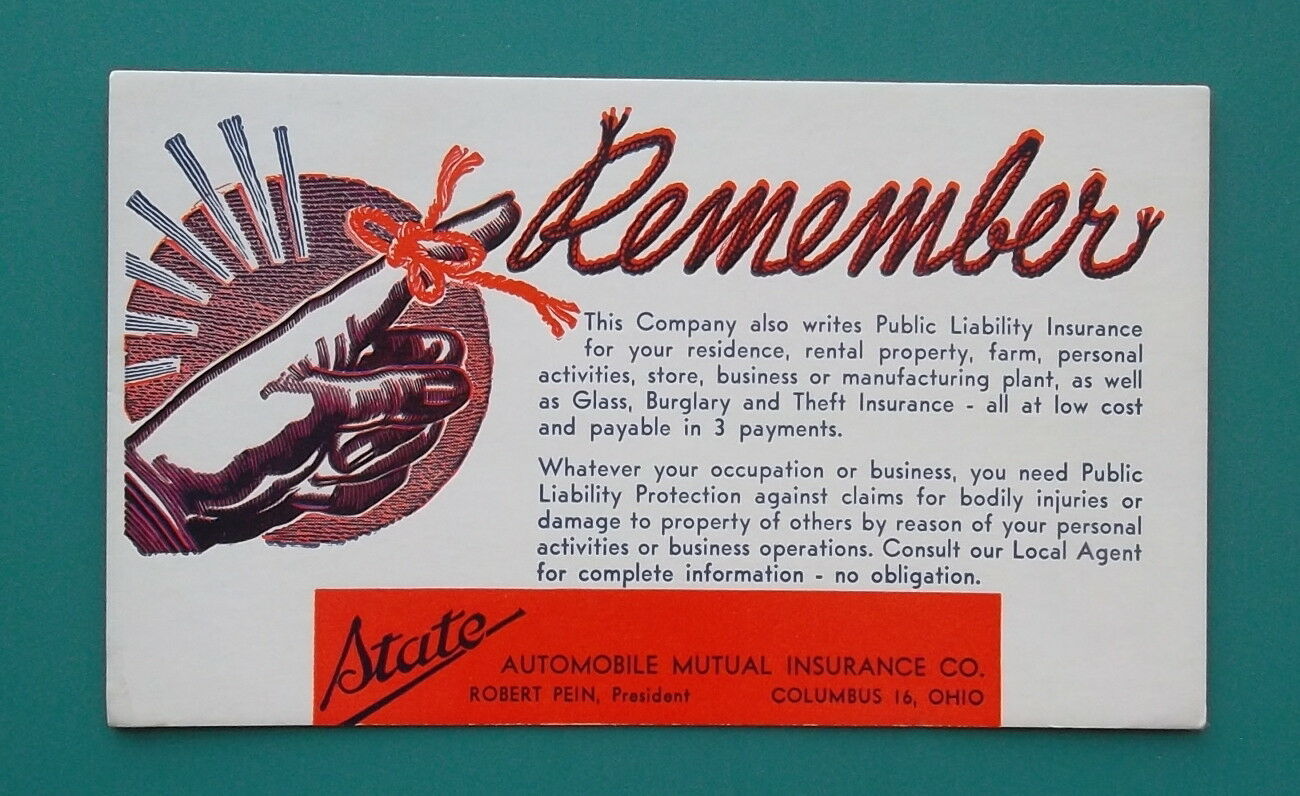 Remember
This Company also writes Public Liability Insurance
for your residence, rental property, farm, personal
activities, store, business or manufacturing plant, as well
as Glass, Burglary and Theft Insurance - all at low cost
and payable in 3 payments.
Whatever your occupation or business, you need Public
Liability Protection against claims for bodily injuries or
damage to property of others by reason of your personal
activities or business operations. Consult our Local Agent
for complete information - no obligation.
State
AUTOMOBILE MUTUAL INSURANCE CO.
ROBERT PEIN, President COLUMBUS 16, OHIO